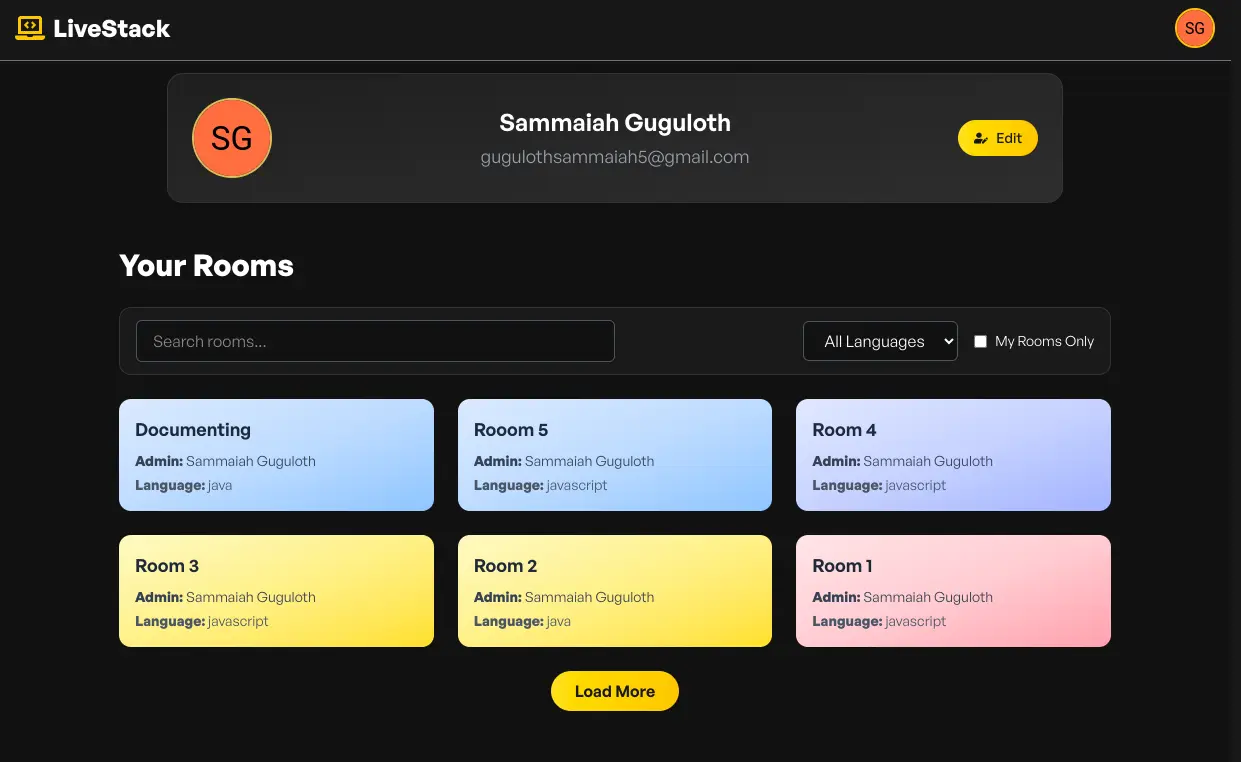 LiveStack
SG
SG
Sammaiah Guguloth
gugulothsammaiah5@gmail.com
Edit
Your Rooms
Search rooms...
All Languages
My Rooms Only
Documenting
Admin: Sammaiah Guguloth
Language: java
Rooom 5
Admin: Sammaiah Guguloth
Language: javascript
Room 4
Admin: Sammaiah Guguloth
Language: javascript
Room 3
Admin: Sammaiah Guguloth
Language: javascript
Room 2
Admin: Sammaiah Guguloth
Language: java
Room 1
Admin: Sammaiah Guguloth
Language: javascript
Load More